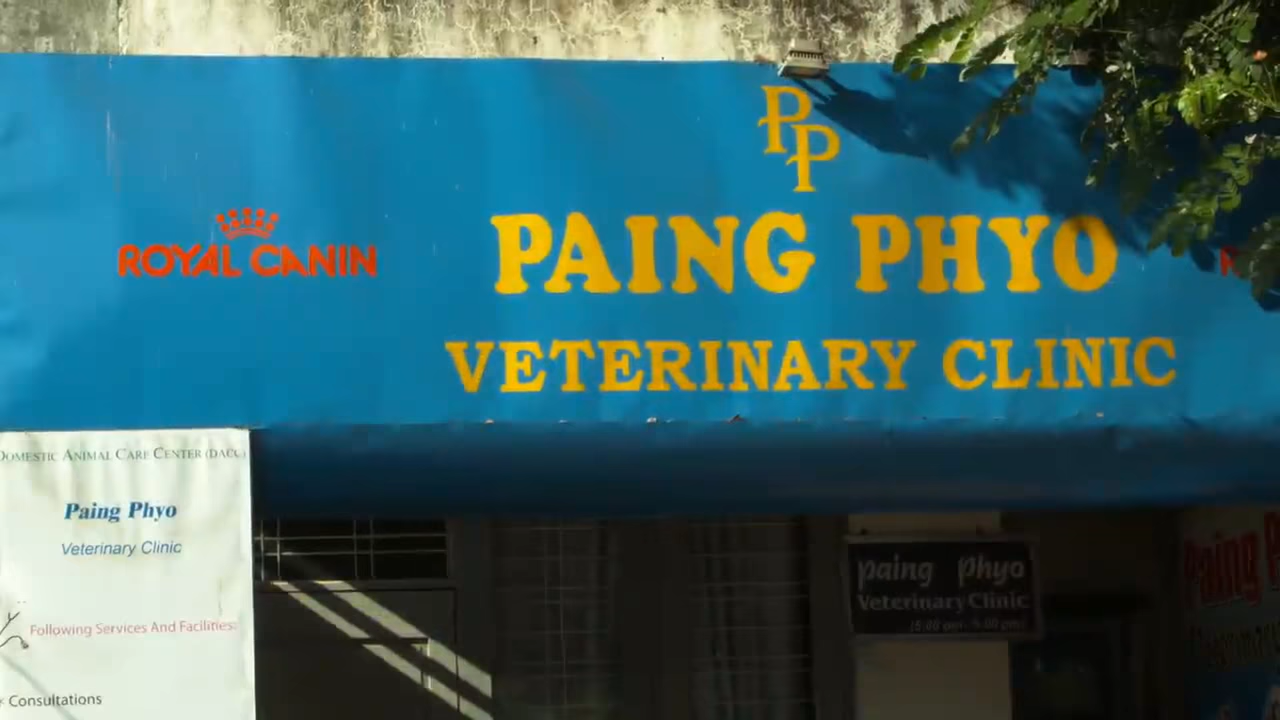 PP
ROYAL CANIN
PAING PHYO
VETERINARY CLINIC
DOMESTIC ANIMAL CARE CENTER (DACC)
Paing Phyo
Veterinary Clinic
Following Services And Facilities:
Consultations
Paing Phyo
Veterinary Clinic
Paing